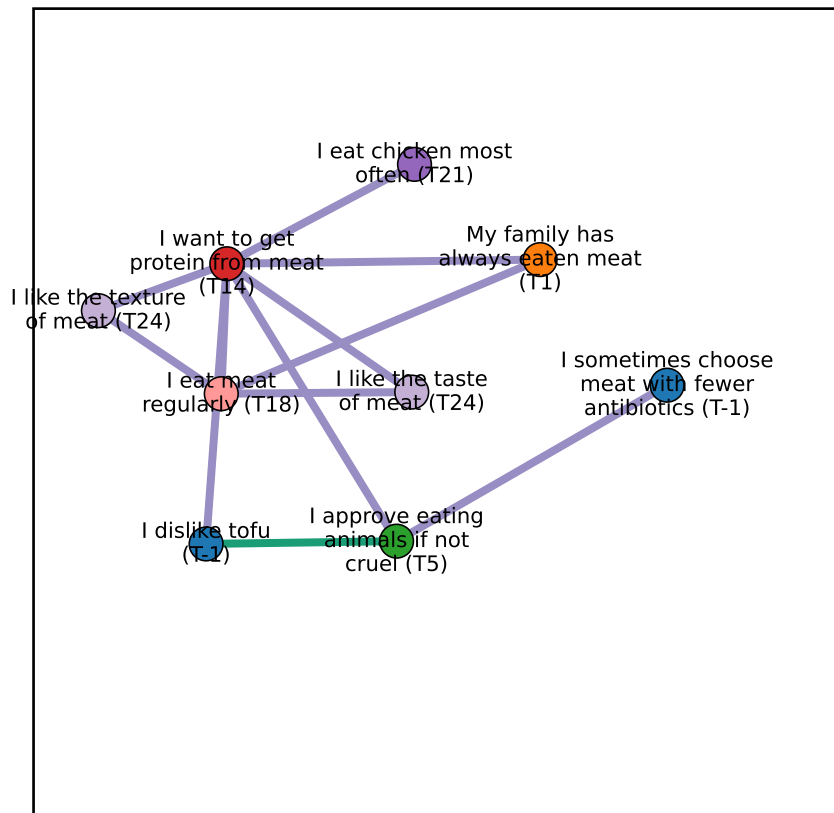 I eat chicken most
often (T21)
I want to get
protein from meat
(T14)
My family has
always eaten meat
(T1)
I like the texture
of meat (T24)
I eat meat
regularly (T18)
I like the taste
of meat (T24)
I sometimes choose
meat with fewer
antibiotics (T-1)
I dislike tofu
(T-1)
I approve eating
animals if not
cruel (T5)